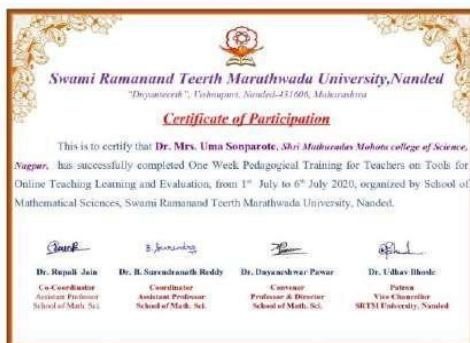 Swami Ramanand Teerth Marathwada University,Nanded
"Dnyanteerth", Vishnupuri, Nanded-431606, Maharashtra
Certificate of Participation
This is to certify that Dr. Mrs. Uma Sonparote, Shri Mathuradas Mohota college of Science,
Nagpur, has successfully completed One Week Pedagogical Training for Teachers on Tools for
Online Teaching Learning and Evaluation, from 1st July to 6th July 2020, organized by School of
Mathematical Sciences, Swami Ramanand Teerth Marathwada University, Nanded.
B. Surendra
Dr. Rupali Jain
Co-Coordinator
Assistant Professor
School of Math. Sci.
Dr. B. Surendranath Reddy
Coordinator
Assistant Professor
School of Math. Sci.
Dr. Dnyaneshwar Pawar
Convener
Professor & Director
School of Math. Sci.
Dr. Udhav Bhosle
Patron
Vice Chancellor
SRTM University, Nanded